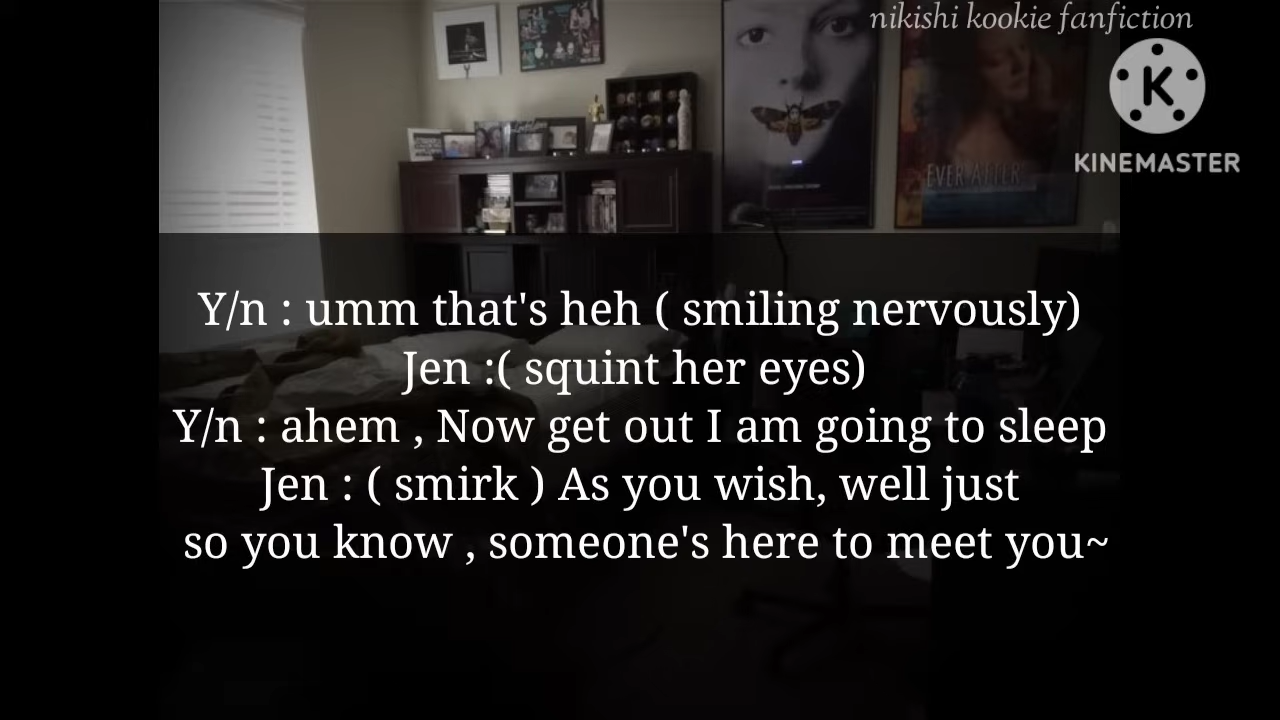 nikishi kookie fanfiction
K
KINEMASTER
EVER AFTER
Y/n : umm that's heh ( smiling nervously)
Jen :( squint her eyes)
Y/n : ahem , Now get out I am going to sleep
Jen : ( smirk ) As you wish, well just
so you know , someone's here to meet you~